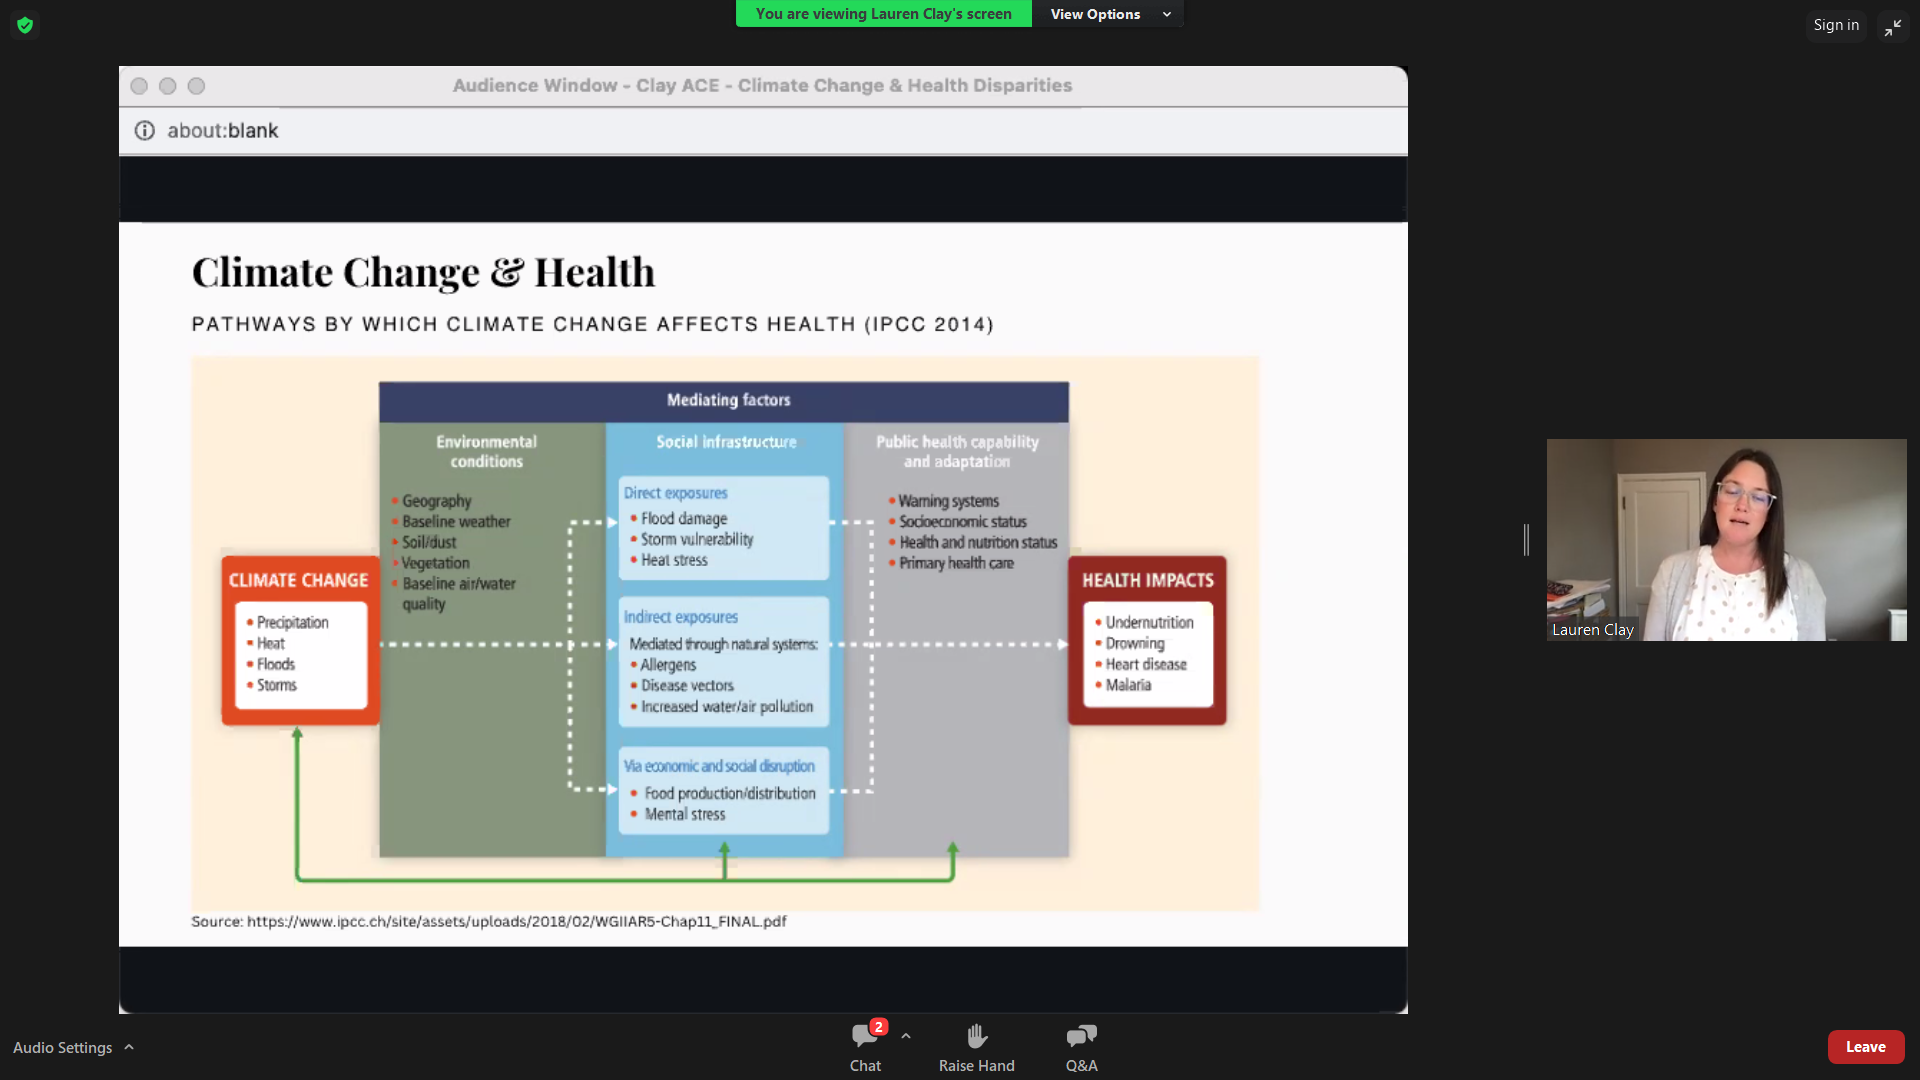 You are viewing Lauren Clay's screen
View Options
Sign in
Audience Window - Clay ACE - Climate Change & Health Disparities
about:blank
Climate Change & Health
PATHWAYS BY WHICH CLIMATE CHANGE AFFECTS HEALTH (IPCC 2014)
Mediating factors
Environmental
conditions
Geography
Baseline weather
Soil/dust
Vegetation
Baseline air/water
quality
Social infrastructure
Direct exposures
Flood damage
Storm vulnerability
Heat stress
Indirect exposures
Mediated through natural systems:
Allergens
Disease vectors
Increased water/air pollution
Via economic and social disruption
Food production/distribution
Mental stress
Public health capability
and adaptation
Warning systems
Socioeconomic status
Health and nutrition status
Primary health care
CLIMATE CHANGE
Precipitation
Heat
Floods
Storms
HEALTH IMPACTS
Undernutrition
Drowning
Heart disease
Malaria
Source: https://www.ipcc.ch/site/assets/uploads/2018/02/WGIIAR5-Chap11_FINAL.pdf
Lauren Clay
Audio Settings
2
Chat
Raise Hand
Q&A
Leave